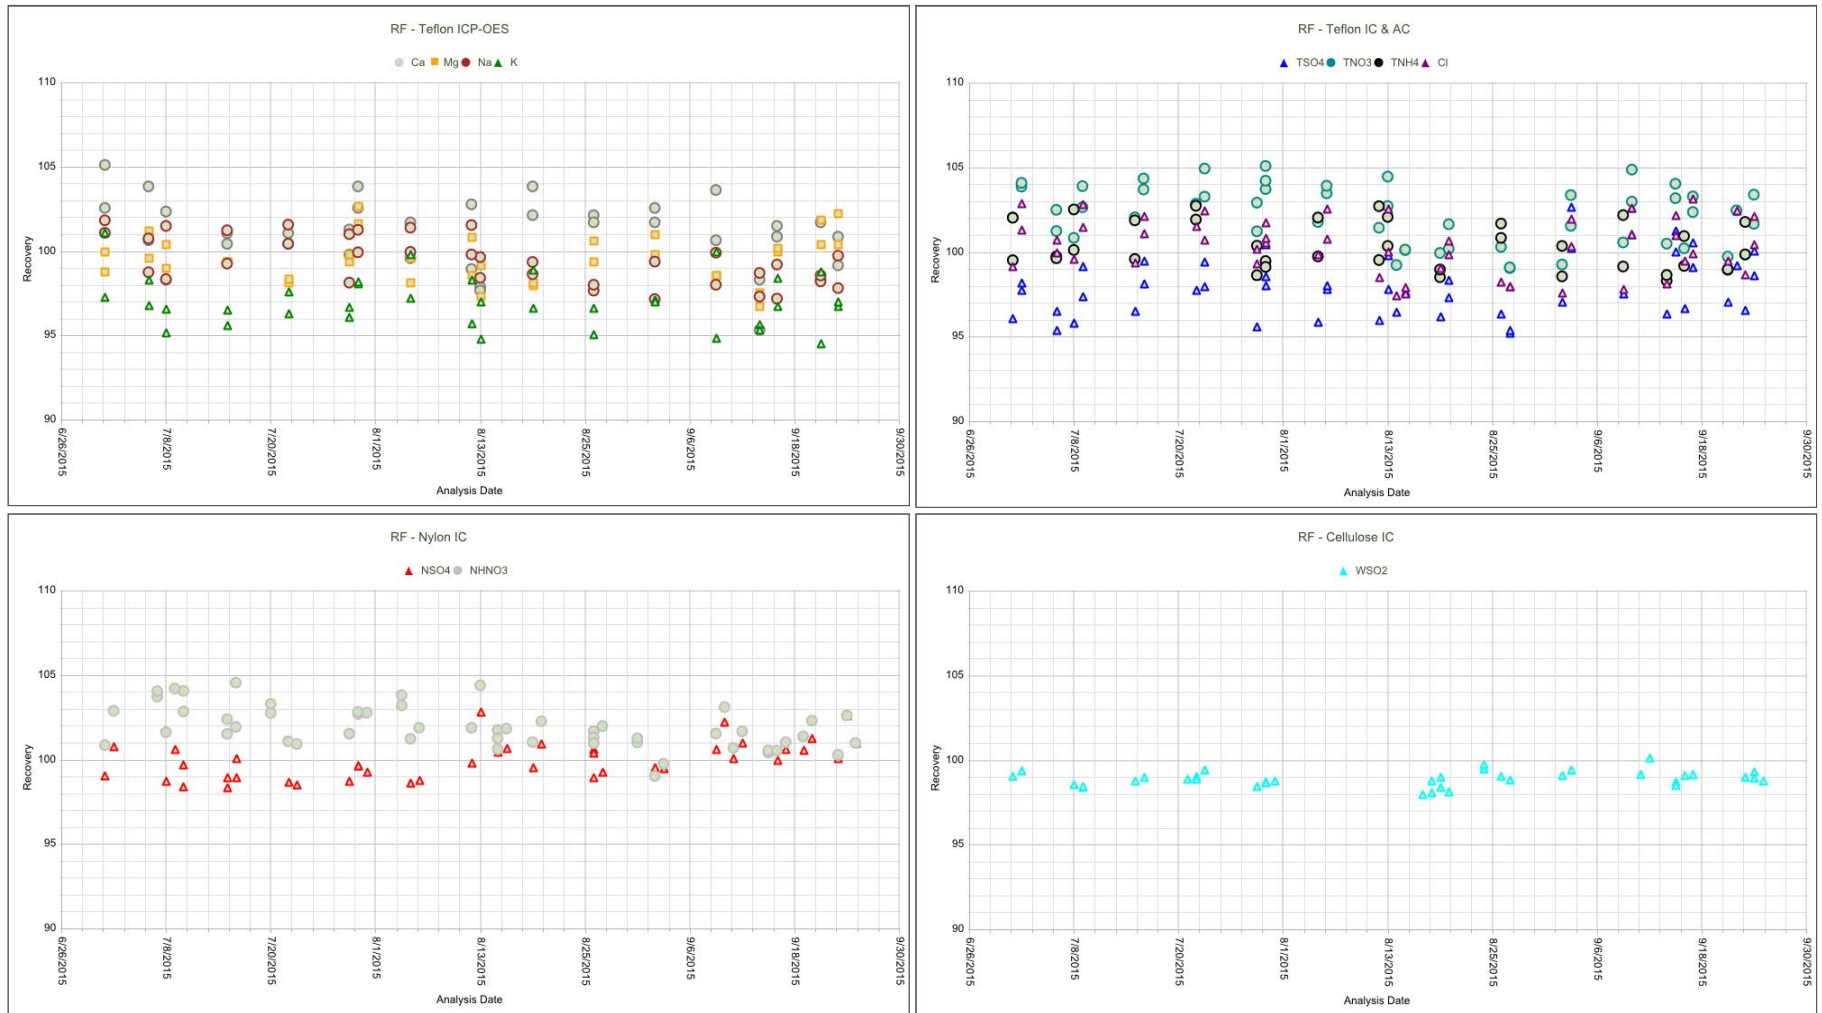 RF - Teflon ICP-OES
Ca Mg Na K
110
105
100
95
90
Recovery
6/26/2015 7/8/2015 7/20/2015 8/1/2015 8/13/2015 8/25/2015 9/6/2015 9/18/2015 9/30/2015
Analysis Date
RF - Teflon IC & AC
TSO4 TNO3 TNH4 Cl
110
105
100
95
90
Recovery
6/26/2015 7/8/2015 7/20/2015 8/1/2015 8/13/2015 8/25/2015 9/6/2015 9/18/2015 9/30/2015
Analysis Date
RF - Nylon IC
NSO4 NHNO3
110
105
100
95
90
Recovery
6/26/2015 7/8/2015 7/20/2015 8/1/2015 8/13/2015 8/25/2015 9/6/2015 9/18/2015 9/30/2015
Analysis Date
RF - Cellulose IC
WSO2
110
105
100
95
90
Recovery
6/26/2015 7/8/2015 7/20/2015 8/1/2015 8/13/2015 8/25/2015 9/6/2015 9/18/2015 9/30/2015
Analysis Date